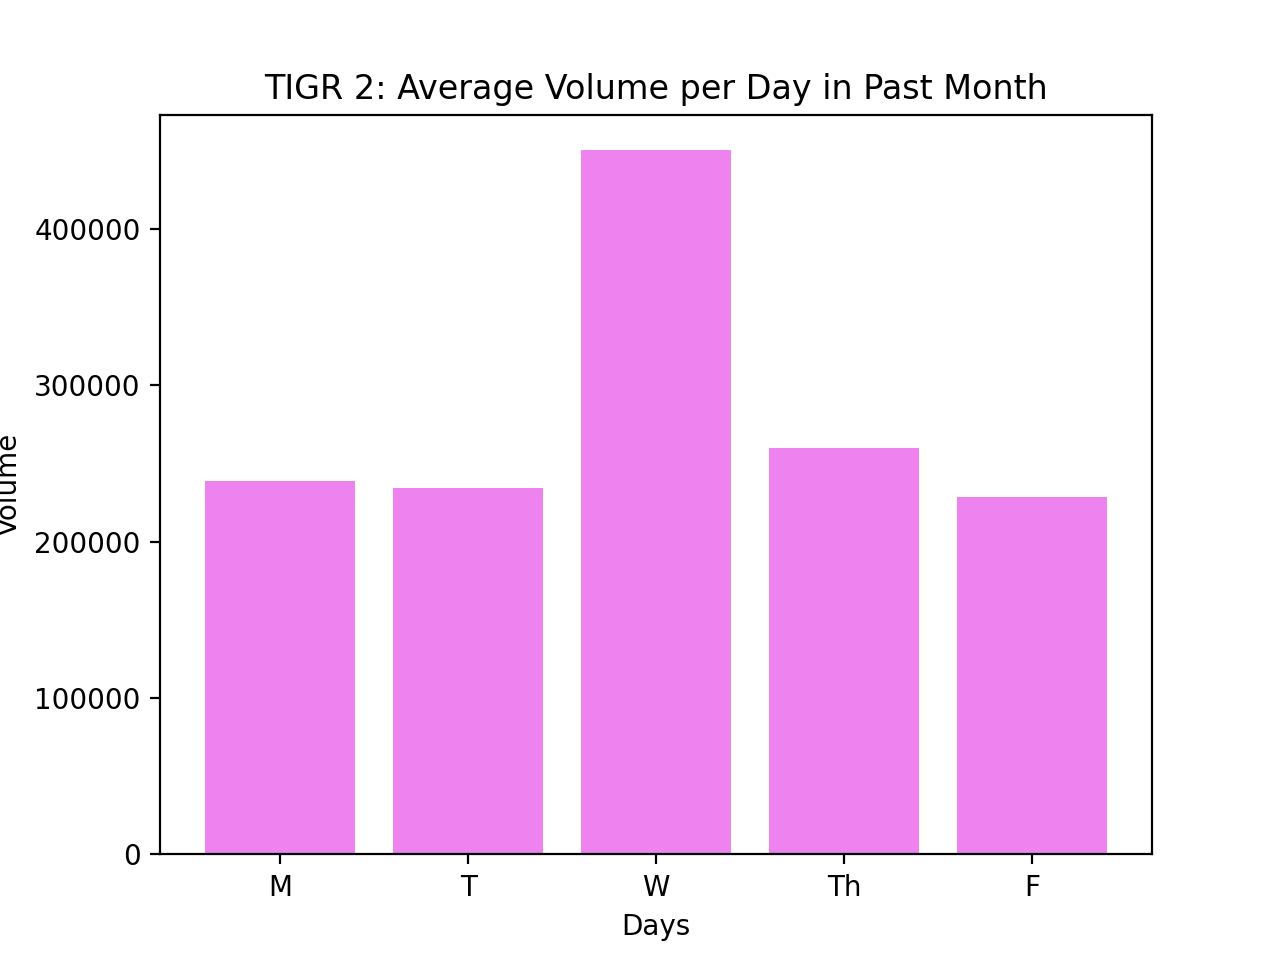 TIGR 2: Average Volume per Day in Past Month
Volume
400000
300000
200000
100000
0
M T W Th F
Days